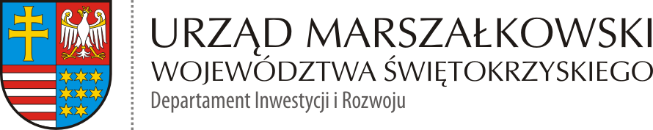 URZĄD MARSZAŁKOWSKI
WOJEWÓDZTWA ŚWIĘTOKRZYSKIEGO
Departament Inwestycji i Rozwoju